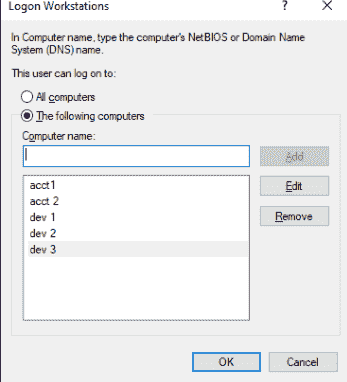 Logon Workstations
?
X
In Computer name, type the computer's NetBIOS or Domain Name
System (DNS) name.
This user can log on to:
All computers
The following computers
Computer name:
Add
acct1
Edit
acct 2
dev 1
Remove
dev 2
dev 3
OK
Cancel